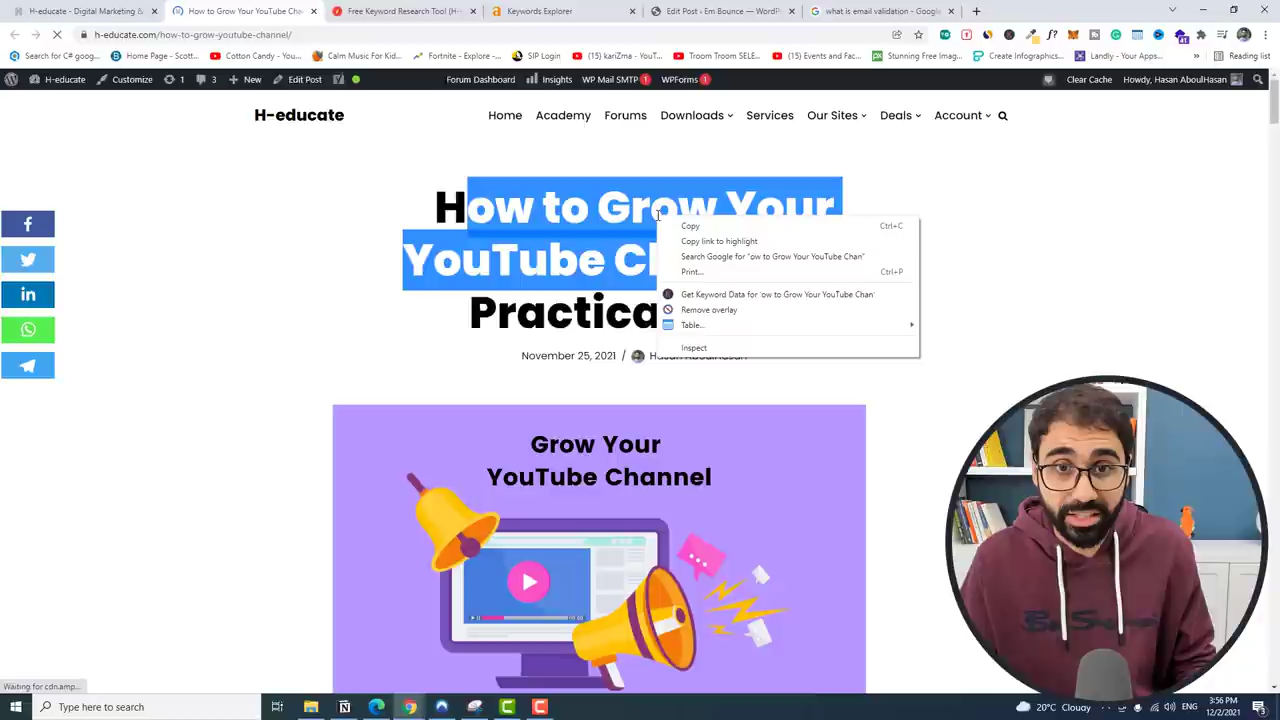 H-educate - Digital Marketing &
How to Grow Your YouTube Chann
Free Keyword Research Tool (H-e
Keywords Explorer
Edit Post ‹ Em Bounce — WordPr
what is email validation - Google
h-educate.com/how-to-grow-youtube-channel/
Search for C# goog...
Home Page – Scott...
Cotton Candy - You...
Calm Music For Kid...
Fortnite - Explore -...
SIP Login
(15) kariZma - YouT...
Troom Troom SELE...
(15) Events and Fac...
Stunning Free Imag...
Create Infographics...
Landly - Your Apps...
»
Reading list
H-educate
Customize
1
3
New
Edit Post
Forum Dashboard
Insights
WP Mail SMTP 1
WPForms 1
Clear Cache
Howdy, Hasan AboulHasan
H-educate
Home
Academy
Forums
Downloads
Services
Our Sites
Deals
Account
How to Grow Your
YouTube Ch
Practica
Copy Ctrl+C
Copy link to highlight
Search Google for "ow to Grow Your YouTube Chan"
Print... Ctrl+P
Get Keyword Data for 'ow to Grow Your YouTube Chan'
Remove overlay
Table...
Inspect
November 25, 2021 / Hasan AboulHasan
Grow Your
YouTube Channel
Waiting for cdn.amp...
Type here to search
20°C Cloudy
ENG
3:56 PM
12/2/2021